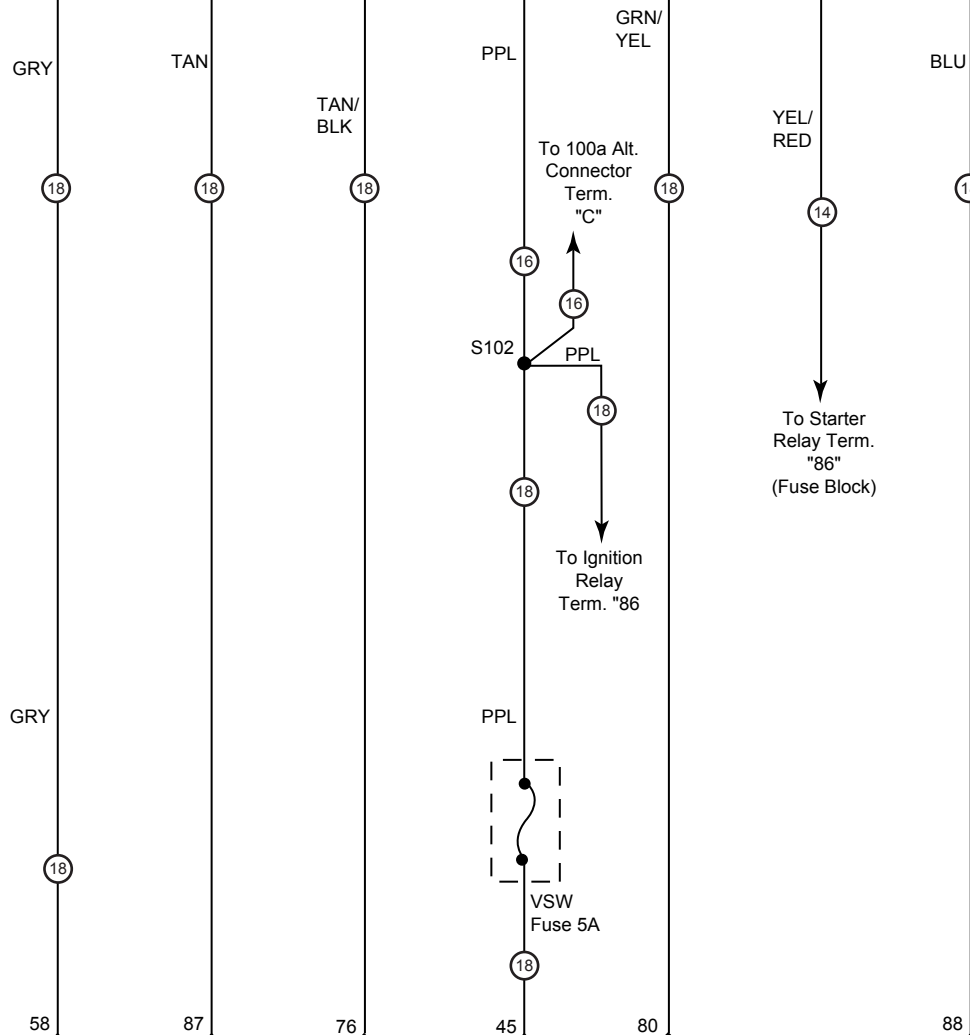 GRN/
YEL
PPL
TAN
GRY
BLU
TAN/
BLK
YEL/
RED
To 100a Alt.
Connector
Term.
"C"
18
18
18
18
14
16
16
S102
PPL
18
To Starter
Relay Term.
"86"
(Fuse Block)
18
To Ignition
Relay
Term. "86
GRY
PPL
18
VSW
Fuse 5A
18
58
87
76
45
80
88